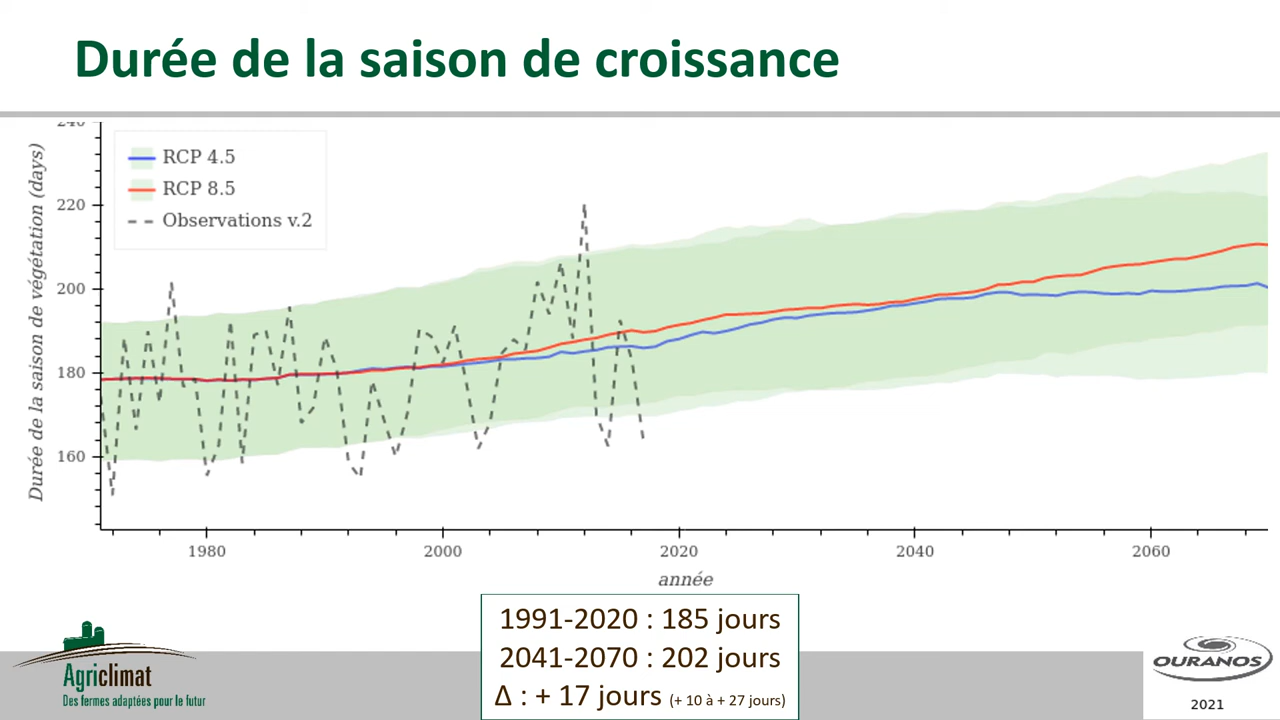 Durée de la saison de croissance
240
RCP 4.5
RCP 8.5
Observations v.2
Durée de la saison de végétation (days)
220
200
180
160
1980
2000
2020
2040
2060
année
1991-2020 : 185 jours
2041-2070 : 202 jours
Δ : + 17 jours (+ 10 à + 27 jours)
Agriclimat
Des fermes adaptées pour le futur
OURANOS
2021